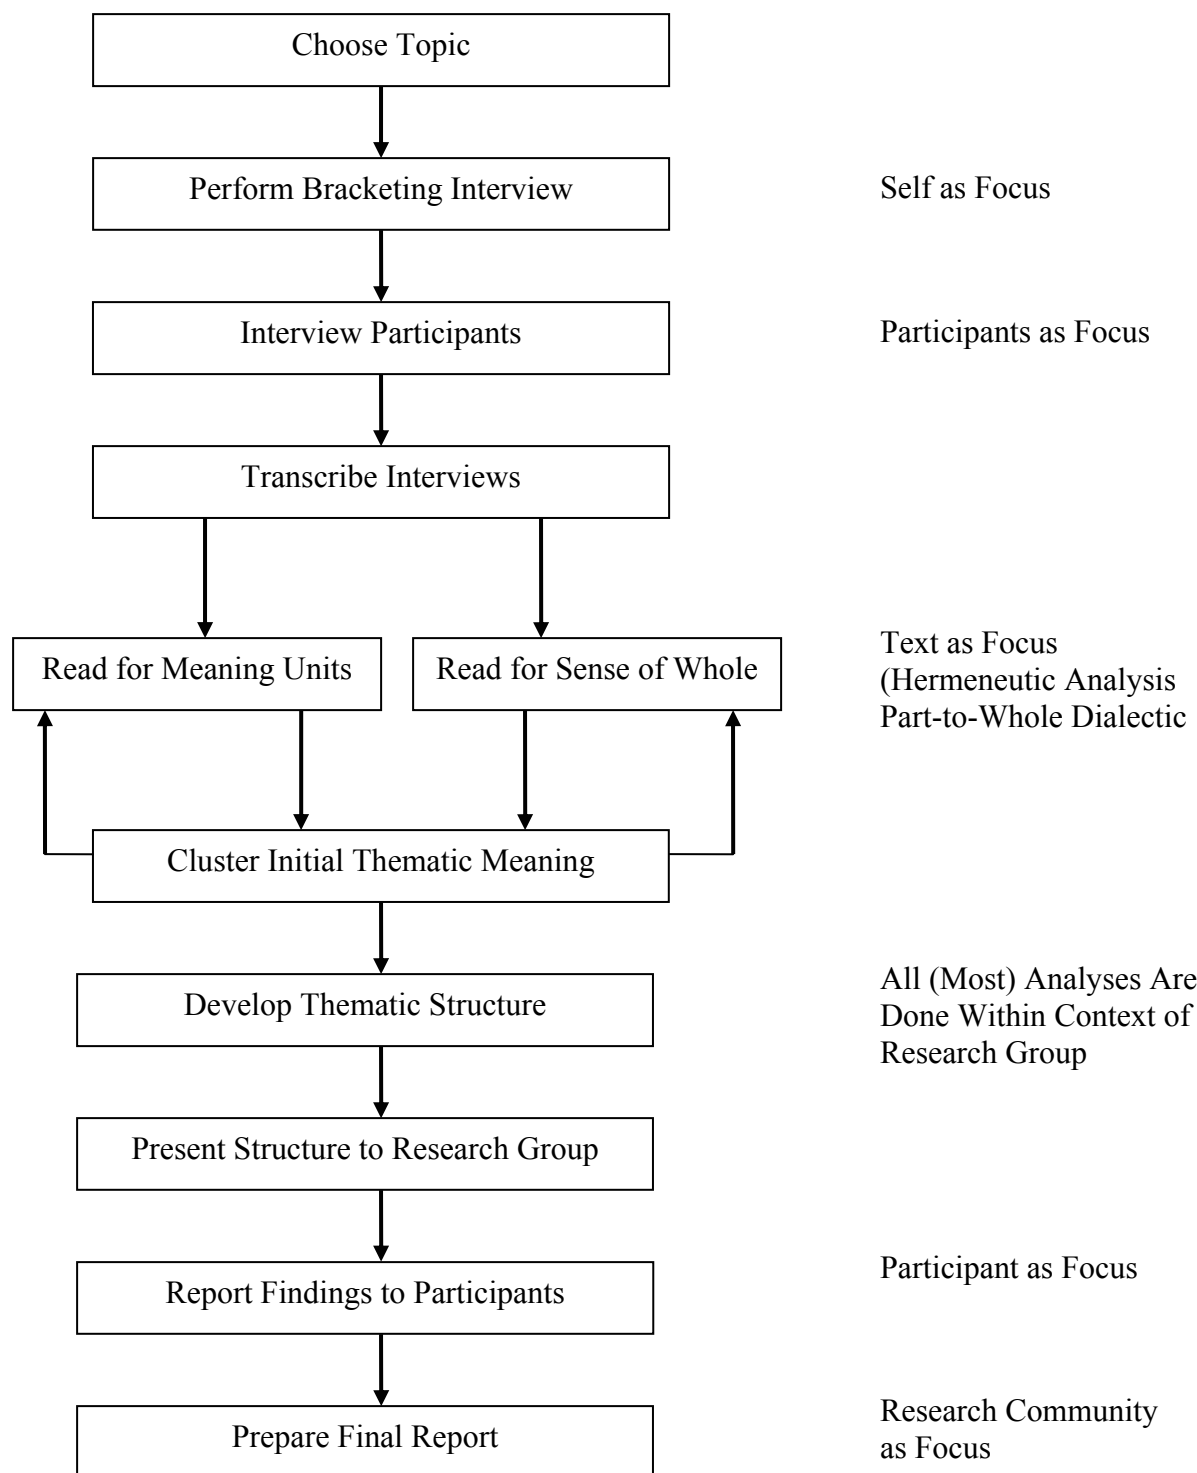 Choose Topic
Perform Bracketing Interview
Self as Focus
Interview Participants
Participants as Focus
Transcribe Interviews
Read for Meaning Units
Read for Sense of Whole
Text as Focus
(Hermeneutic Analysis
Part-to-Whole Dialectic
Cluster Initial Thematic Meaning
Develop Thematic Structure
All (Most) Analyses Are
Done Within Context of
Research Group
Present Structure to Research Group
Report Findings to Participants
Participant as Focus
Prepare Final Report
Research Community
as Focus